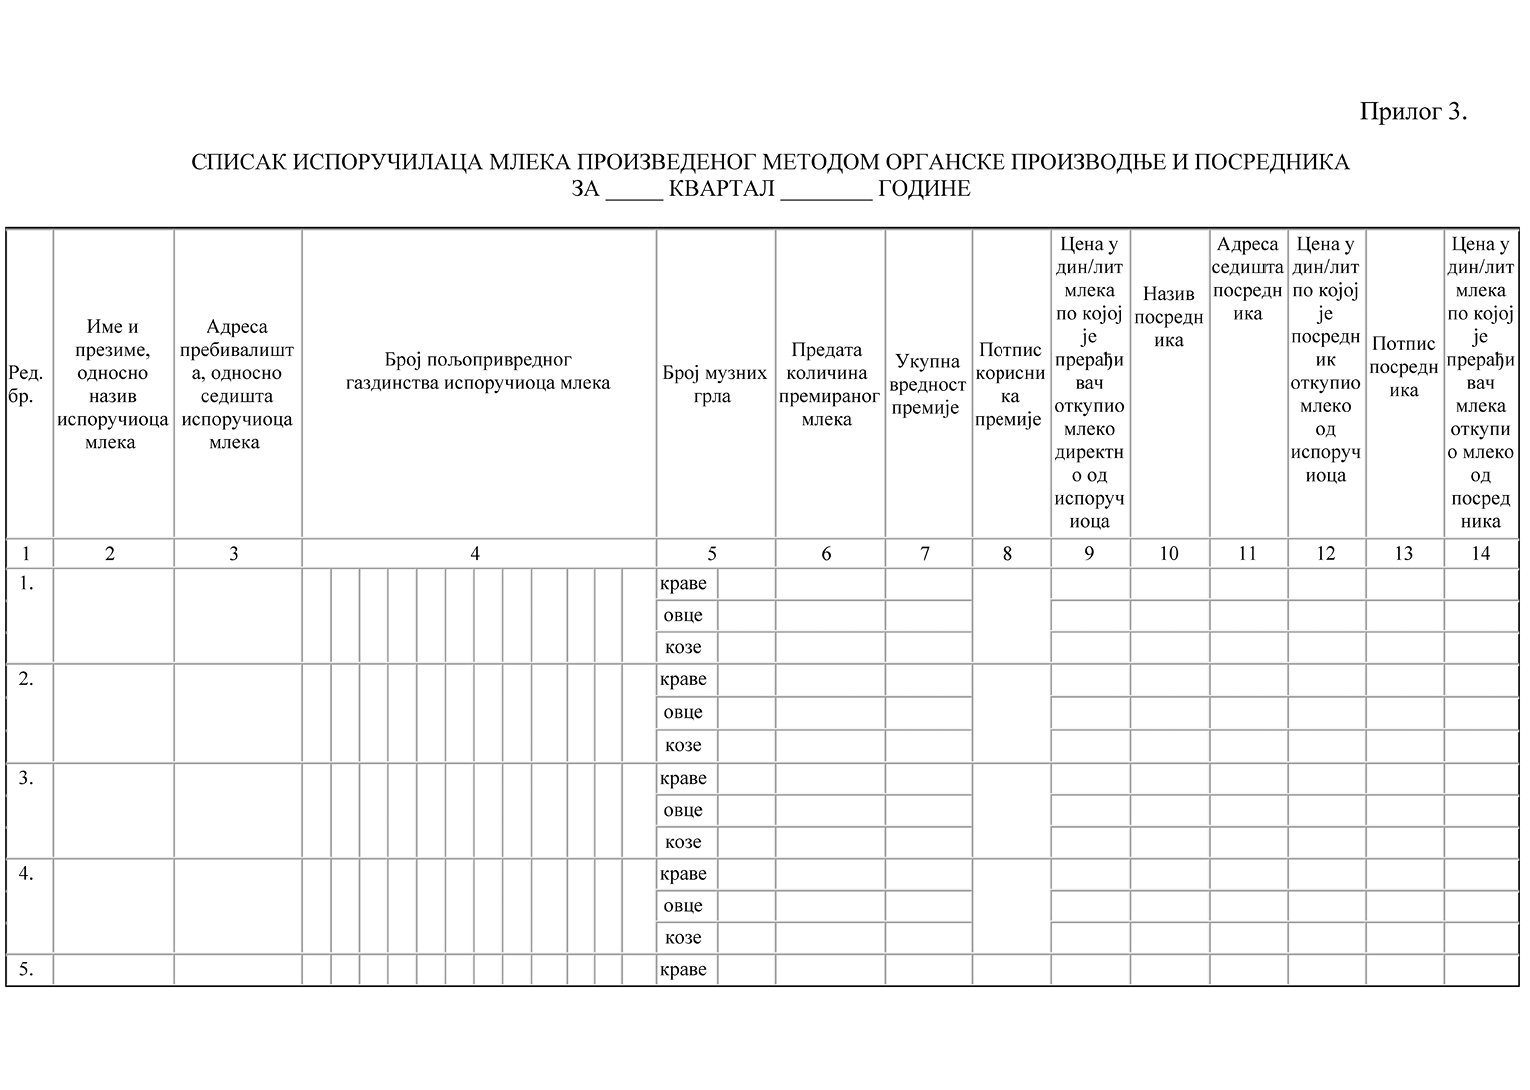 Прилог 3.
СПИСАК ИСПОРУЧИЛАЦА МЛЕКА ПРОИЗВЕДЕНОГ МЕТОДОМ ОРГАНСКЕ ПРОИЗВОДЊЕ И ПОСРЕДНИКА
ЗА _____ КВАРТАЛ ________ ГОДИНЕ
Ред.
бр.
Име и
презиме,
односно
назив
испоручиоца
млека
Адреса
пребивалишт
а, односно
седишта
испоручиоца
млека
Број пољопривредног
газдинства испоручиоца млека
Број музних
грла
Предата
количина
премираног
млека
Укупна
вредност
премије
Потпис
корисни
ка
премије
Цена у
дин/лит
млека
по којој
је
прерађи
вач
откупио
млеко
директн
о од
испоруч
иоца
Назив
посредн
ика
Адреса
седишта
посредн
ика
Цена у
дин/лит
по којој
је
посредн
ик
откупио
млеко
од
испоруч
иоца
Потпис
посредн
ика
Цена у
дин/лит
млека
по којој
је
прерађи
вач
млека
откупи
о млеко
од
посред
ника
1 2 3 4 5 6 7 8 9 10 11 12 13 14
1. краве
овце
козе
2. краве
овце
козе
3. краве
овце
козе
4. краве
овце
козе
5. краве